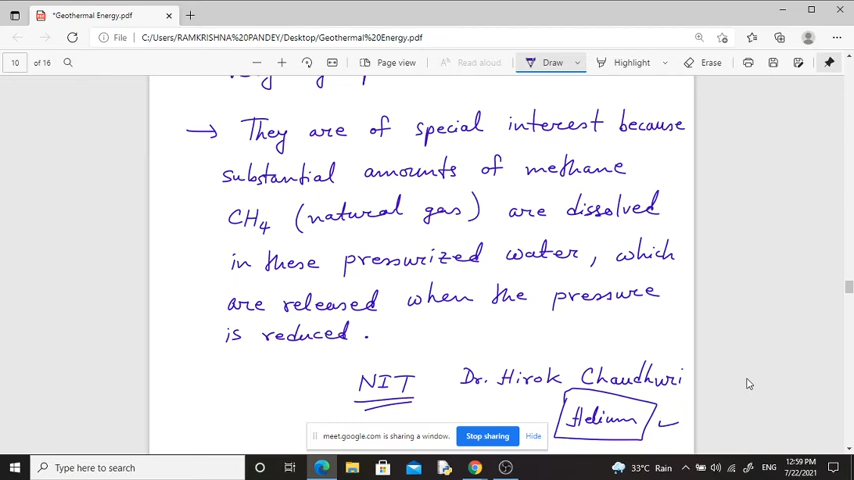 *Geothermal Energy.pdf
File C:/Users/RAMKRISHNA%20PANDEY/Desktop/Geothermal%20Energy.pdf
10 of 16 Page view Read aloud Draw Highlight Erase
→ They are of special interest because
substantial amounts of methane
CH4 (natural gas) are dissolved
in these pressurized water, which
are released when the pressure
is reduced.
NIT Dr. Hirok Chaudhuri
Helium
meet.google.com is sharing a window. Stop sharing Hide
Type here to search
33°C Rain ENG 12:59 PM
7/22/2021